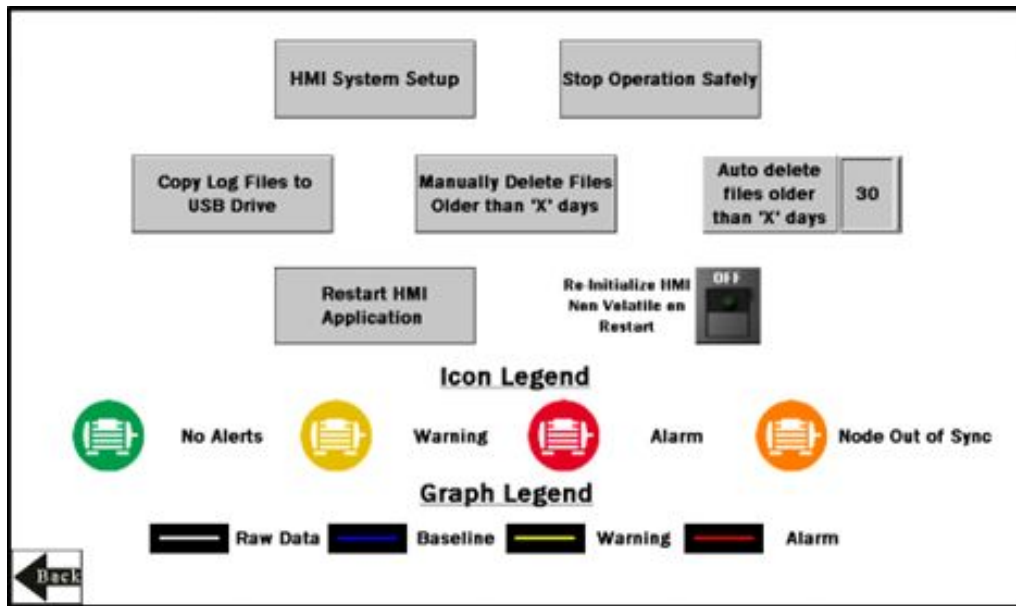 HMI System Setup
Stop Operation Safely
Copy Log Files to
USB Drive
Manually Delete Files
Older than 'X' days
Auto delete
files older
than 'X' days
30
Restart HMI
Application
Re-Initialize HMI
Non Volatile on
Restart
OFF
Icon Legend
No Alerts
Warning
Alarm
Node Out of Sync
Graph Legend
Raw Data
Baseline
Warning
Alarm
Back